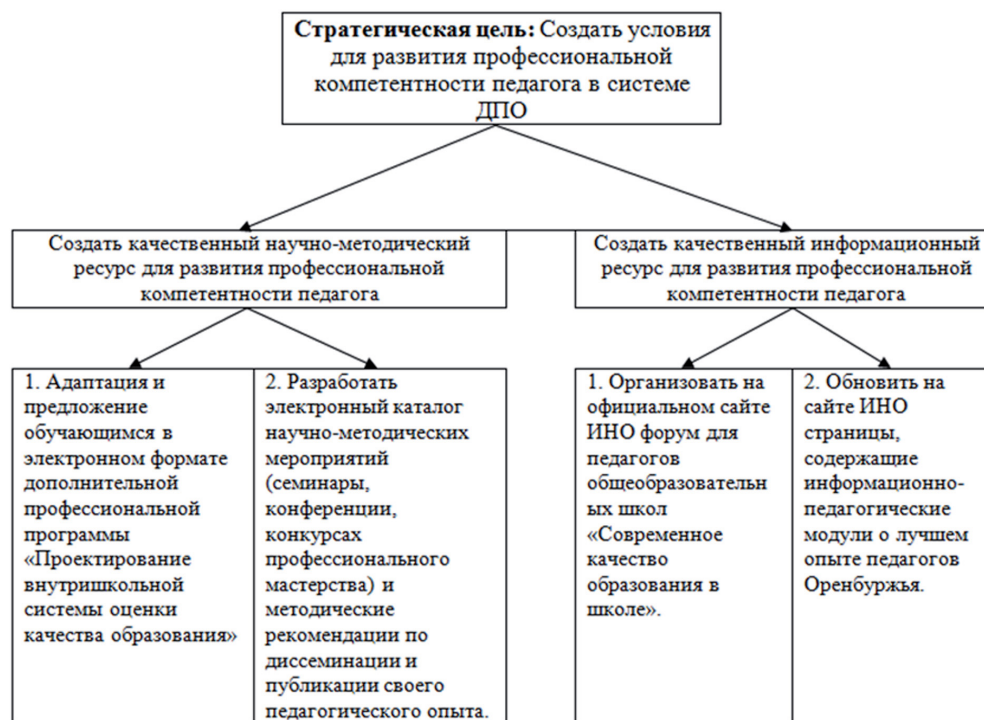 Стратегическая цель: Создать условия
для развития профессиональной
компетентности педагога в системе
ДПО
Создать качественный научно-методический
ресурс для развития профессиональной
компетентности педагога
Создать качественный информационный
ресурс для развития профессиональной
компетентности педагога
1. Адаптация и
предложение
обучающимся в
электронном формате
дополнительной
профессиональной
программы
«Проектирование
внутришкольной
системы оценки
качества образования»
2. Разработать
электронный каталог
научно-методических
мероприятий
(семинары,
конференции,
конкурсах
профессионального
мастерства) и
методические
рекомендации по
диссеминации и
публикации своего
педагогического опыта.
1. Организовать на
официальном сайте
ИНО форум для
педагогов
общеобразовательн
ых школ
«Современное
качество
образования в
школе».
2. Обновить на
сайте ИНО
страницы,
содержащие
информационно-
педагогические
модули о лучшем
опыте педагогов
Оренбуржья.